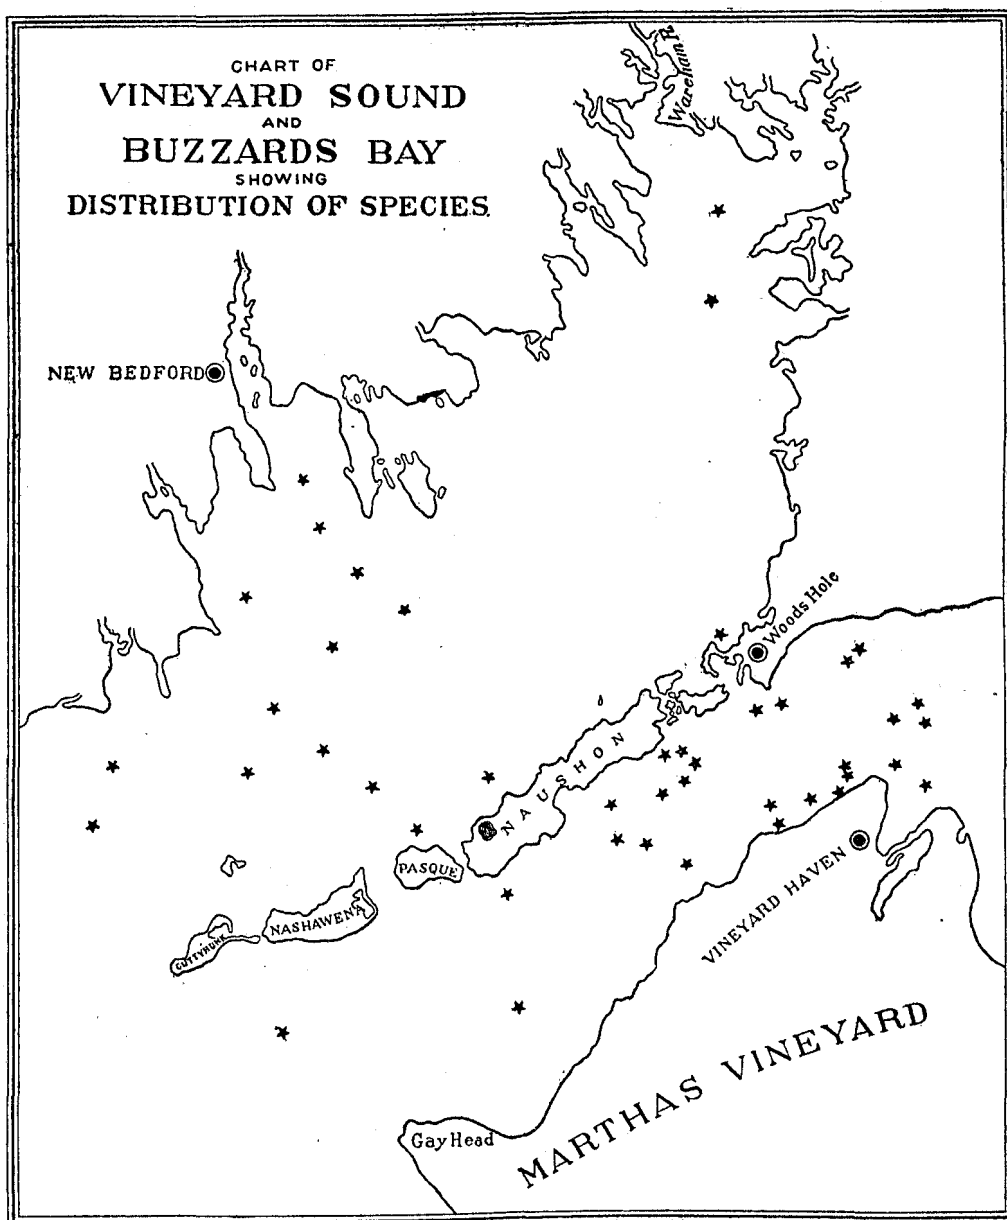 CHART OF
VINEYARD SOUND
AND
BUZZARDS BAY
SHOWING
DISTRIBUTION OF SPECIES.
Wareham R.
NEW BEDFORD
Woods Hole
NAUSHON
PASQUE
NASHAWENA
CUTTYHUNK
VINEYARD HAVEN
MARTHAS VINEYARD
Gay Head